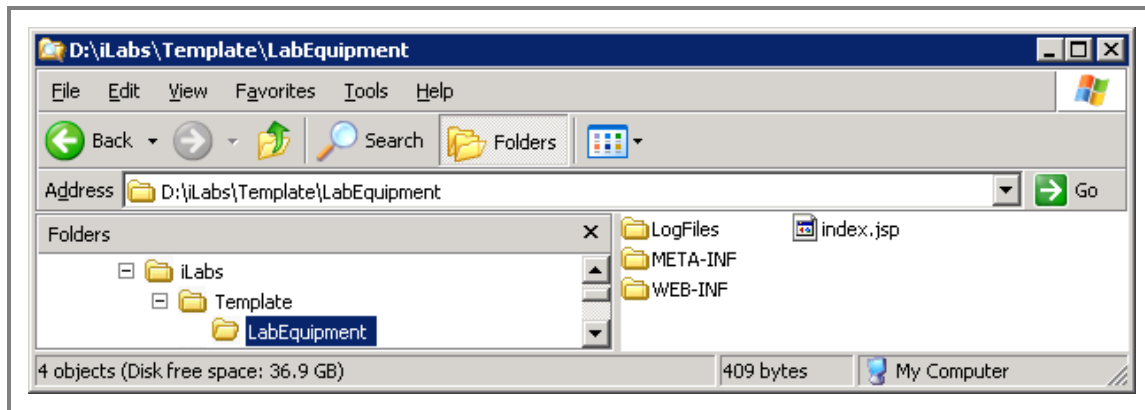 D:\iLabs\Template\LabEquipment
File Edit View Favorites Tools Help
Back Search Folders
Address D:\iLabs\Template\LabEquipment Go
Folders
iLabs
Template
LabEquipment
LogFiles index.jsp
META-INF
WEB-INF
4 objects (Disk free space: 36.9 GB) 409 bytes My Computer